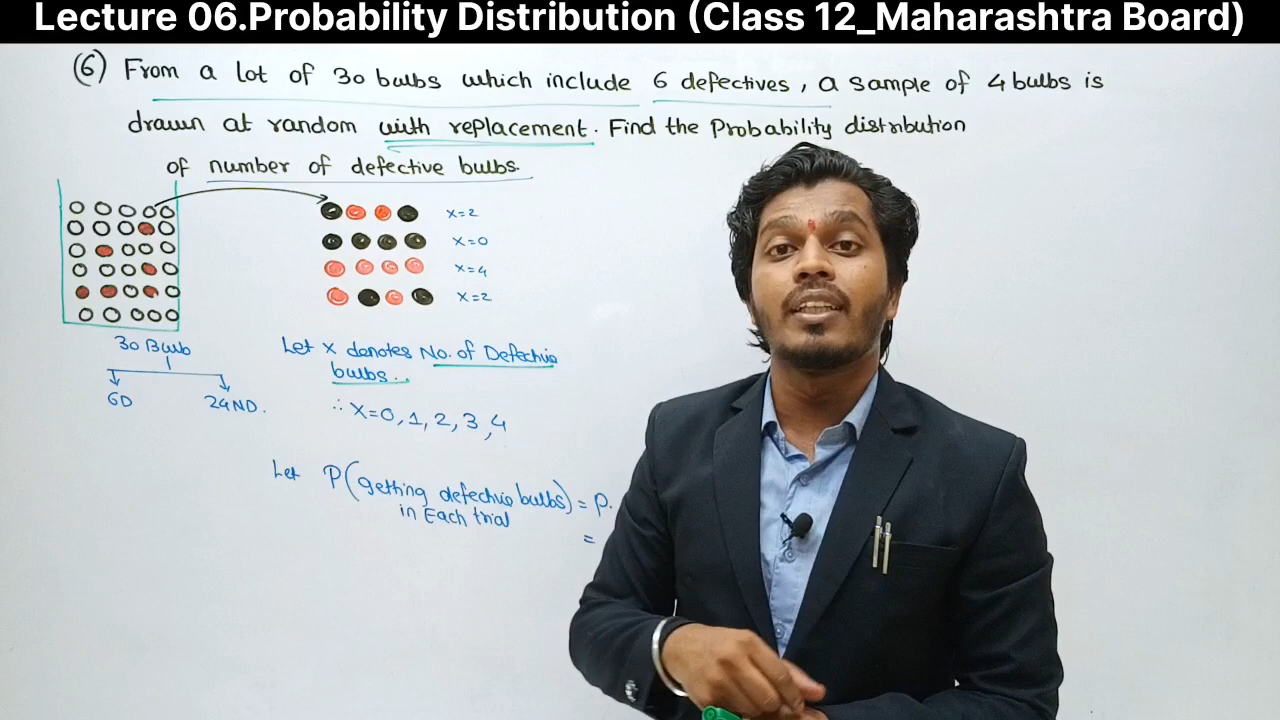 Lecture 06.Probability Distribution (Class 12_Maharashtra Board)
(6) From a lot of 30 bulbs which include 6 defectives, a sample of 4 bulbs is
drawn at random with replacement. Find the Probability distribution
of number of defective bulbs.
X=2
X=0
X=4
X=2
30 Bulb
6D 24ND.
Let X denotes No. of Defective
bulbs..
∴ X=0,1,2,3,4
Let P(getting defective bulbs) = p.
in Each trial
=